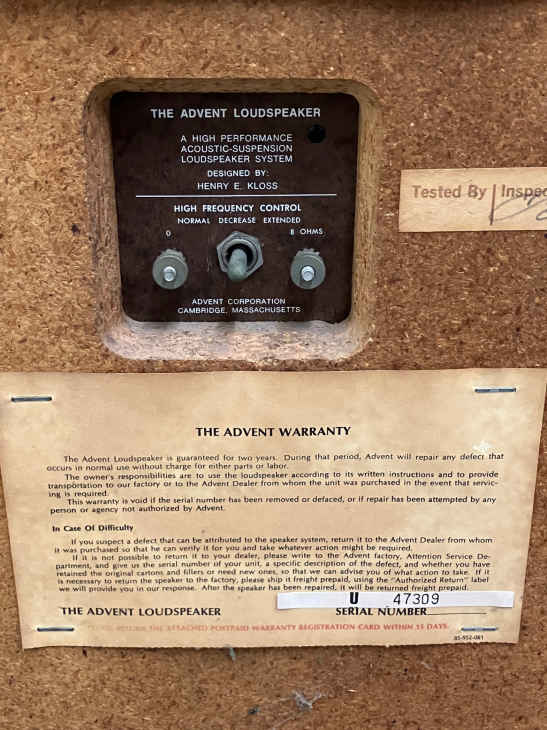 THE ADVENT LOUDSPEAKER
A HIGH PERFORMANCE
ACOUSTIC-SUSPENSION
LOUDSPEAKER SYSTEM
DESIGNED BY:
HENRY E. KLOSS
HIGH FREQUENCY CONTROL
NORMAL DECREASE EXTENDED
0 8 OHMS
ADVENT CORPORATION
CAMBRIDGE, MASSACHUSETTS
Tested By Inspec
THE ADVENT WARRANTY
The Advent Loudspeaker is guaranteed for two years. During that period, Advent will repair any defect that
occurs in normal use without charge for either parts or labor.
The owner's responsibilities are to use the loudspeaker according to its written instructions and to provide
transportation to our factory or to the Advent Dealer from whom the unit was purchased in the event that servic-
ing is required.
This warranty is void if the serial number has been removed or defaced, or if repair has been attempted by any
person or agency not authorized by Advent.
In Case Of Difficulty
If you suspect a defect that can be attributed to the speaker system, return it to the Advent Dealer from whom
it was purchased so that he can verify it for you and take whatever action might be required.
If it is not possible to return it to your dealer, please write to the Advent factory, Attention Service De-
partment, and give us the serial number of your unit, a specific description of the defect, and whether you have
retained the original cartons and fillers or need new ones, so that we can advise you of what action to take. If it
is necessary to return the speaker to the factory, please ship it freight prepaid, using the "Authorized Return" label
we will provide you in our response. After the speaker has been repaired, it will be returned freight prepaid.
U 47309
THE ADVENT LOUDSPEAKER SERIAL NUMBER
THE ATTACHED POSTPAID WARRANTY REGISTRATION CARD WITHIN 15 DAYS.
85-952-081